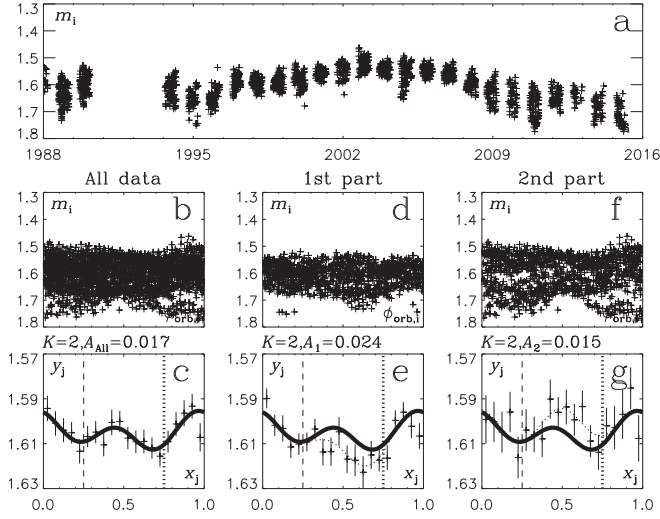 1.3
m_i
a
1.4
1.5
1.6
1.7
1.8
1988 1995 2002 2009 2016
All data 1st part 2nd part
1.3 1.3 1.3
m_i b m_i d m_i f
1.4 1.4 1.4
1.5 1.5 1.5
1.6 1.6 1.6
1.7 1.7 1.7
ϕ_orb,i
1.8 1.8 1.8
K=2,A_All=0.017 K=2,A_1=0.024 K=2,A_2=0.015
1.57 1.57 1.57
y_j c y_j e y_j g
1.59 1.59 1.59
1.61 1.61 1.61
x_j x_j x_j
1.63 1.63 1.63
0.0 0.5 1.0 0.0 0.5 1.0 0.0 0.5 1.0